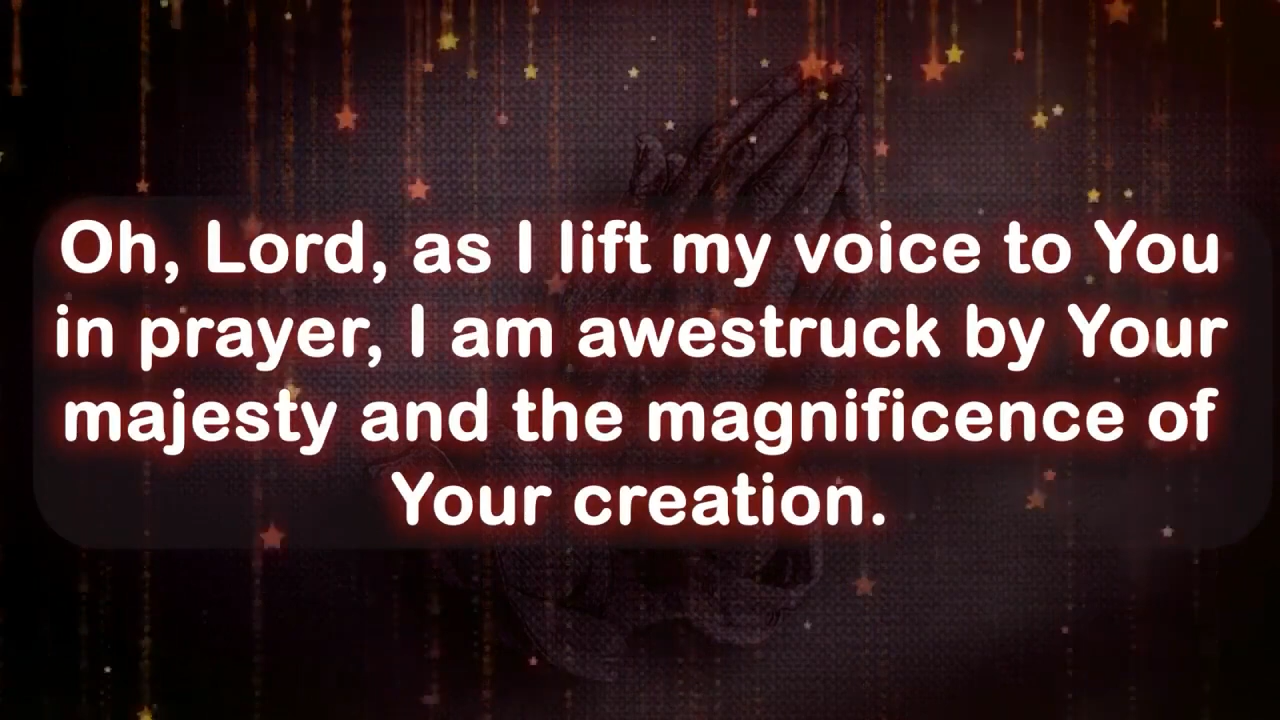 Oh, Lord, as I lift my voice to You
in prayer, I am awestruck by Your
majesty and the magnificence of
Your creation.